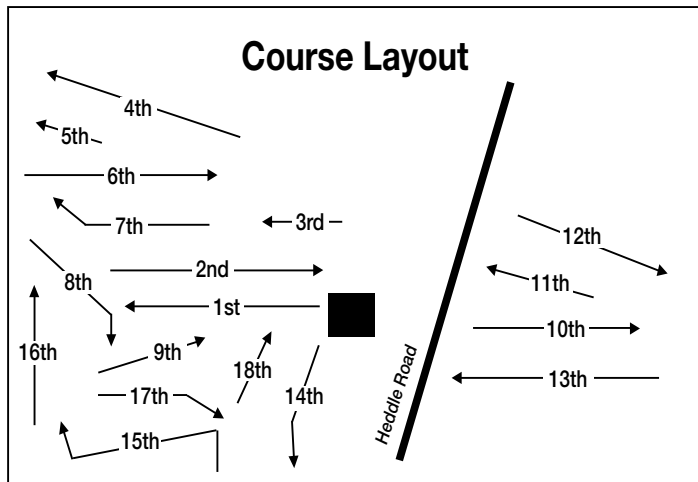 Course Layout
4th
5th
6th
7th
3rd
12th
8th
2nd
11th
1st
10th
16th
9th
18th
14th
13th
17th
15th
Heddle Road